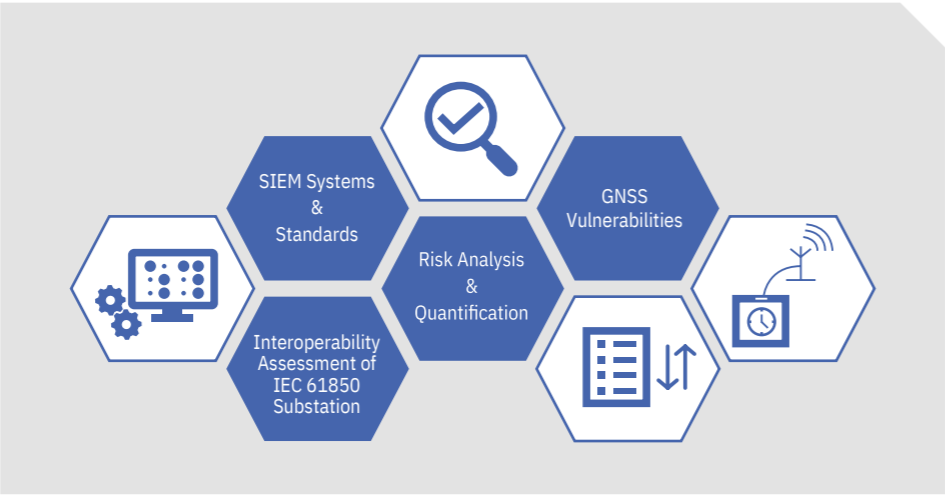 SIEM Systems
&
Standards
GNSS
Vulnerabilities
Risk Analysis
&
Quantification
Interoperability
Assessment of
IEC 61850
Substation